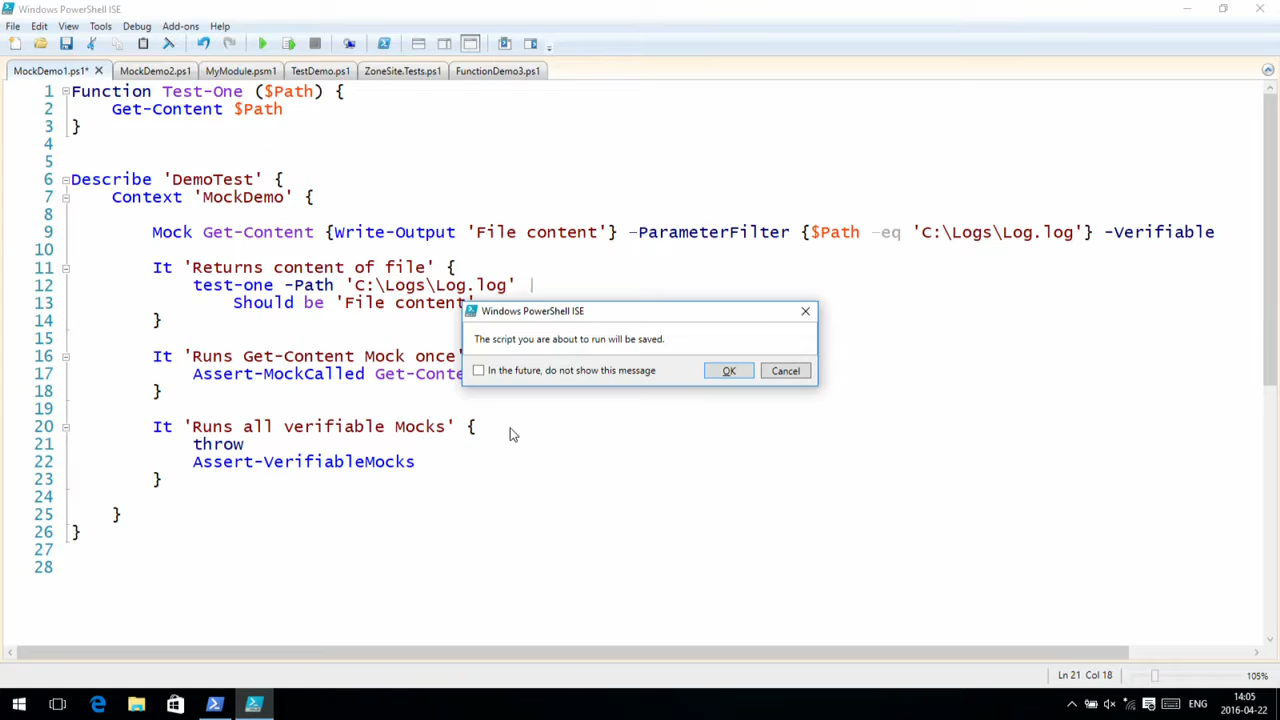 Windows PowerShell ISE
File Edit View Tools Debug Add-ons Help
MockDemo1.ps1* MockDemo2.ps1 MyModule.psm1 TestDemo.ps1 ZoneSite.Tests.ps1 FunctionDemo3.ps1
1 Function Test-One ($Path) {
2 Get-Content $Path
3 }
4
5
6 Describe 'DemoTest' {
7 Context 'MockDemo' {
8
9 Mock Get-Content {Write-Output 'File content'} -ParameterFilter {$Path -eq 'C:\Logs\Log.log'} -Verifiable
10
11 It 'Returns content of file' {
12 test-one -Path 'C:\Logs\Log.log' |
13 Should be 'File content'
14 }
15
16 It 'Runs Get-Content Mock once'
17 Assert-MockCalled Get-Conte
18 }
19
20 It 'Runs all verifiable Mocks' {
21 throw
22 Assert-VerifiableMocks
23 }
24
25 }
26 }
27
28
Windows PowerShell ISE
The script you are about to run will be saved.
In the future, do not show this message
OK Cancel
Ln 21 Col 18 105%
ENG
14:05
2016-04-22